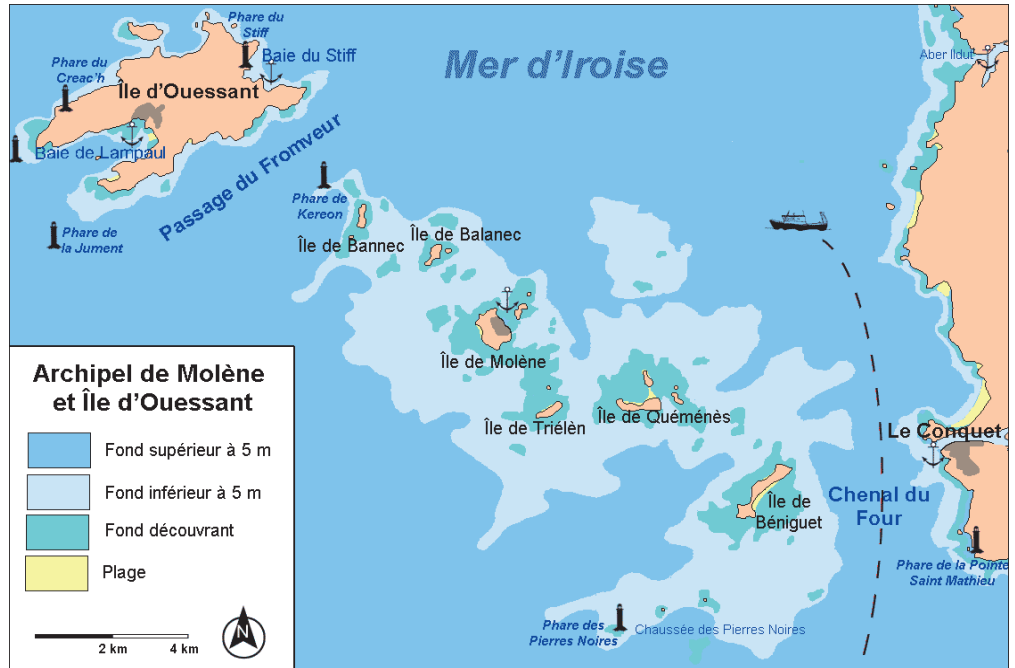 Phare du
Stiff
Baie du Stiff
Mer d'Iroise
Aber Ildut
Phare du
Creac'h
Île d'Ouessant
Baie de Lampaul
Passage du Fromveur
Phare de
la Jument
Phare de
Kereon
Île de Bannec
Île de Balanec
Île de Molène
Île de Triélèn
Île de Quéménès
Le Conquet
Île de
Béniguet
Chenal du
Four
Phare de la Pointe
Saint Mathieu
Phare des
Pierres Noires
Chaussée des Pierres Noires
Archipel de Molène
et Île d'Ouessant
Fond supérieur à 5 m
Fond inférieur à 5 m
Fond découvrant
Plage
2 km
4 km
N